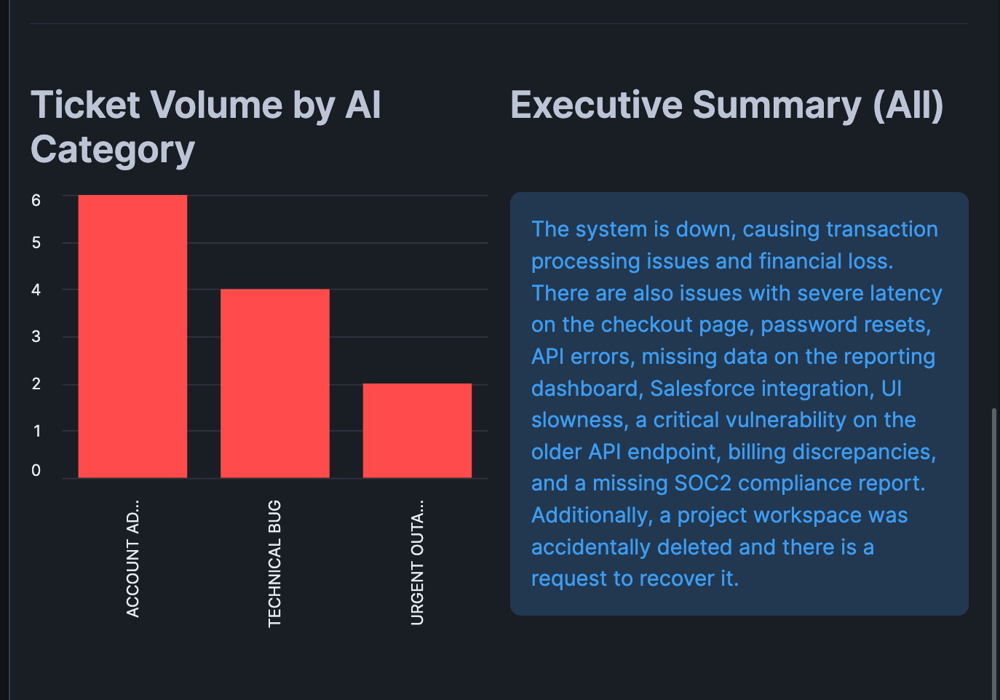 Ticket Volume by AI
Category
6
5
4
3
2
1
0
ACCOUNT AD...
TECHNICAL BUG
URGENT OUTA...
Executive Summary (All)
The system is down, causing transaction
processing issues and financial loss.
There are also issues with severe latency
on the checkout page, password resets,
API errors, missing data on the reporting
dashboard, Salesforce integration, UI
slowness, a critical vulnerability on the
older API endpoint, billing discrepancies,
and a missing SOC2 compliance report.
Additionally, a project workspace was
accidentally deleted and there is a
request to recover it.